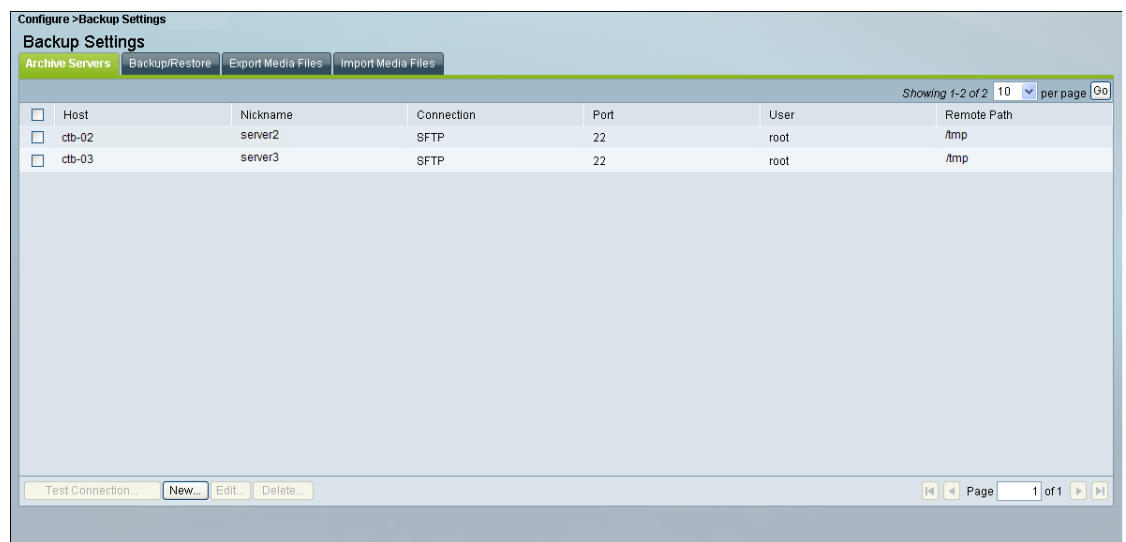 Configure >Backup Settings
Backup Settings
Archive Servers Backup/Restore Export Media Files Import Media Files
Showing 1-2 of 2 10 per page Go
Host Nickname Connection Port User Remote Path
ctb-02 server2 SFTP 22 root /tmp
ctb-03 server3 SFTP 22 root /tmp
Test Connection... New... Edit... Delete... Page 1 of 1